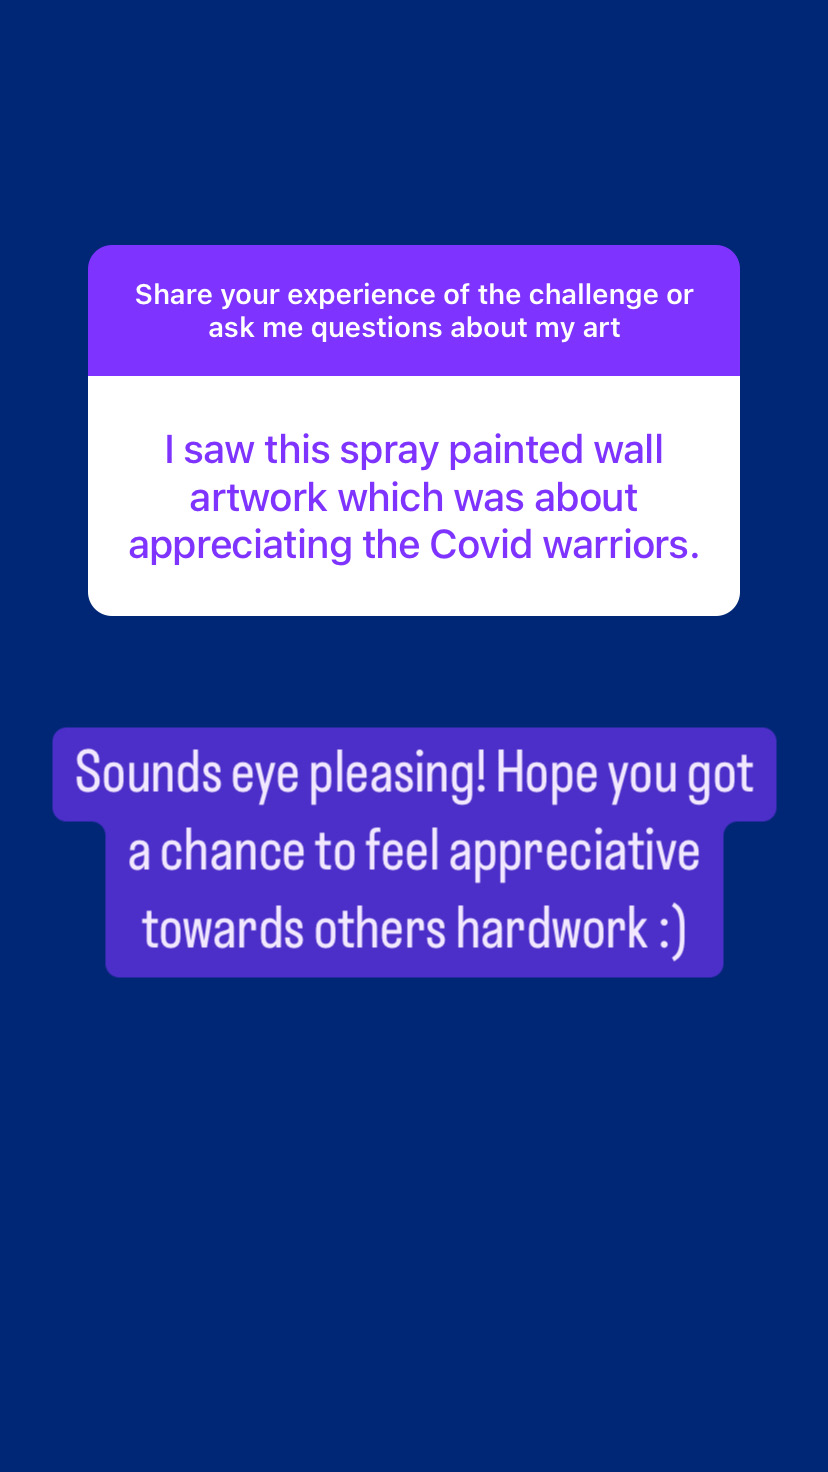 Share your experience of the challenge or
ask me questions about my art
I saw this spray painted wall
artwork which was about
appreciating the Covid warriors.
Sounds eye pleasing! Hope you got
a chance to feel appreciative
towards others hardwork :)